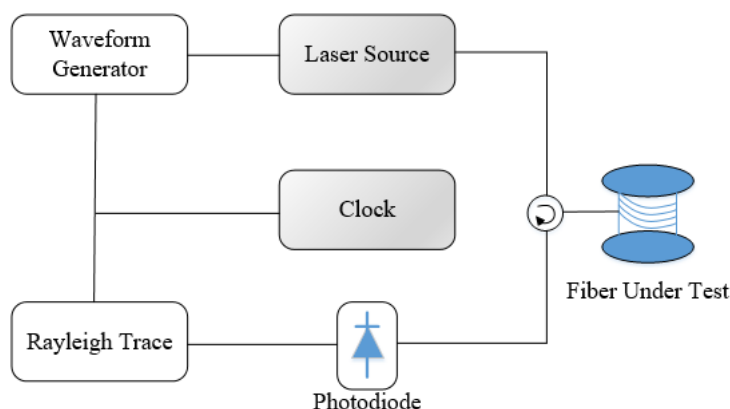 Waveform
Generator
Laser Source
Clock
Fiber Under Test
Rayleigh Trace
Photodiode